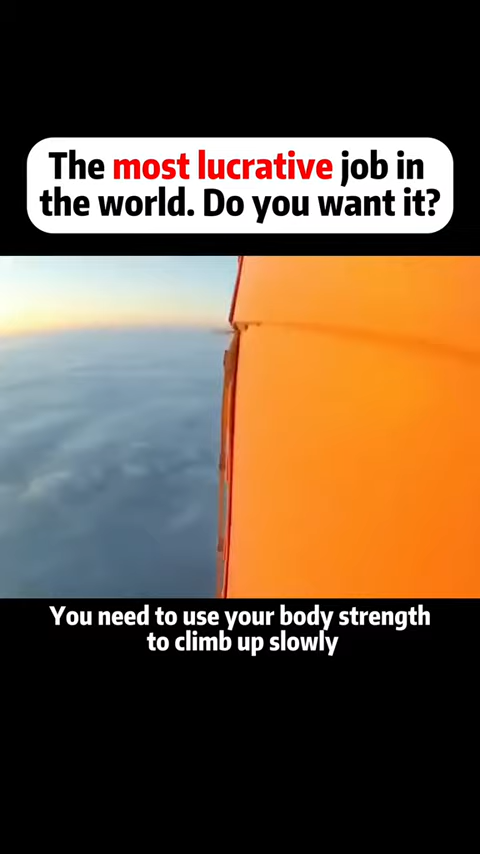 The most lucrative job in
the world. Do you want it?
You need to use your body strength
to climb up slowly